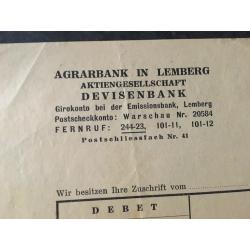 AGRARBANK IN LEMBERG
AKTIENGESELLSCHAFT
DEVISENBANK
Girokonto bei der Emissionsbank, Lemberg
Postscheckkonto: Warschau Nr. 20584
FERNRUF: 244-23, 101-11, 101-12
Postschliessfach Nr. 41
Wir besitzen Ihre Zuschrift vom
DEBET